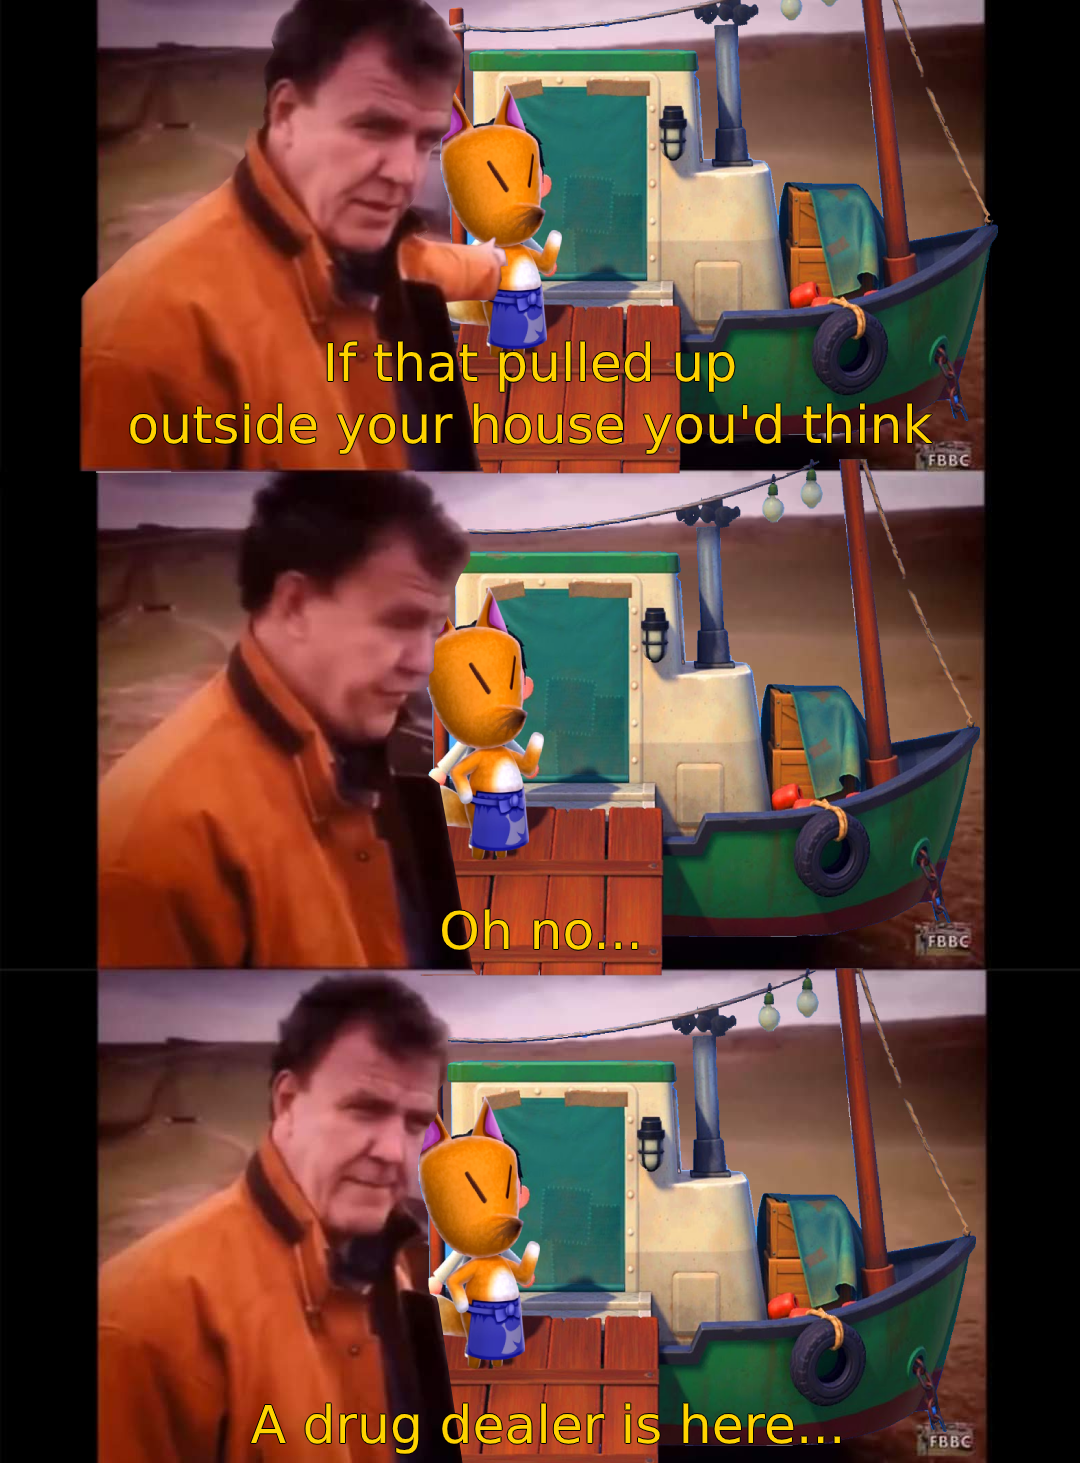 If that pulled up
outside your house you'd think
FBBC
Oh no...
FBBC
A drug dealer is here...
FBBC